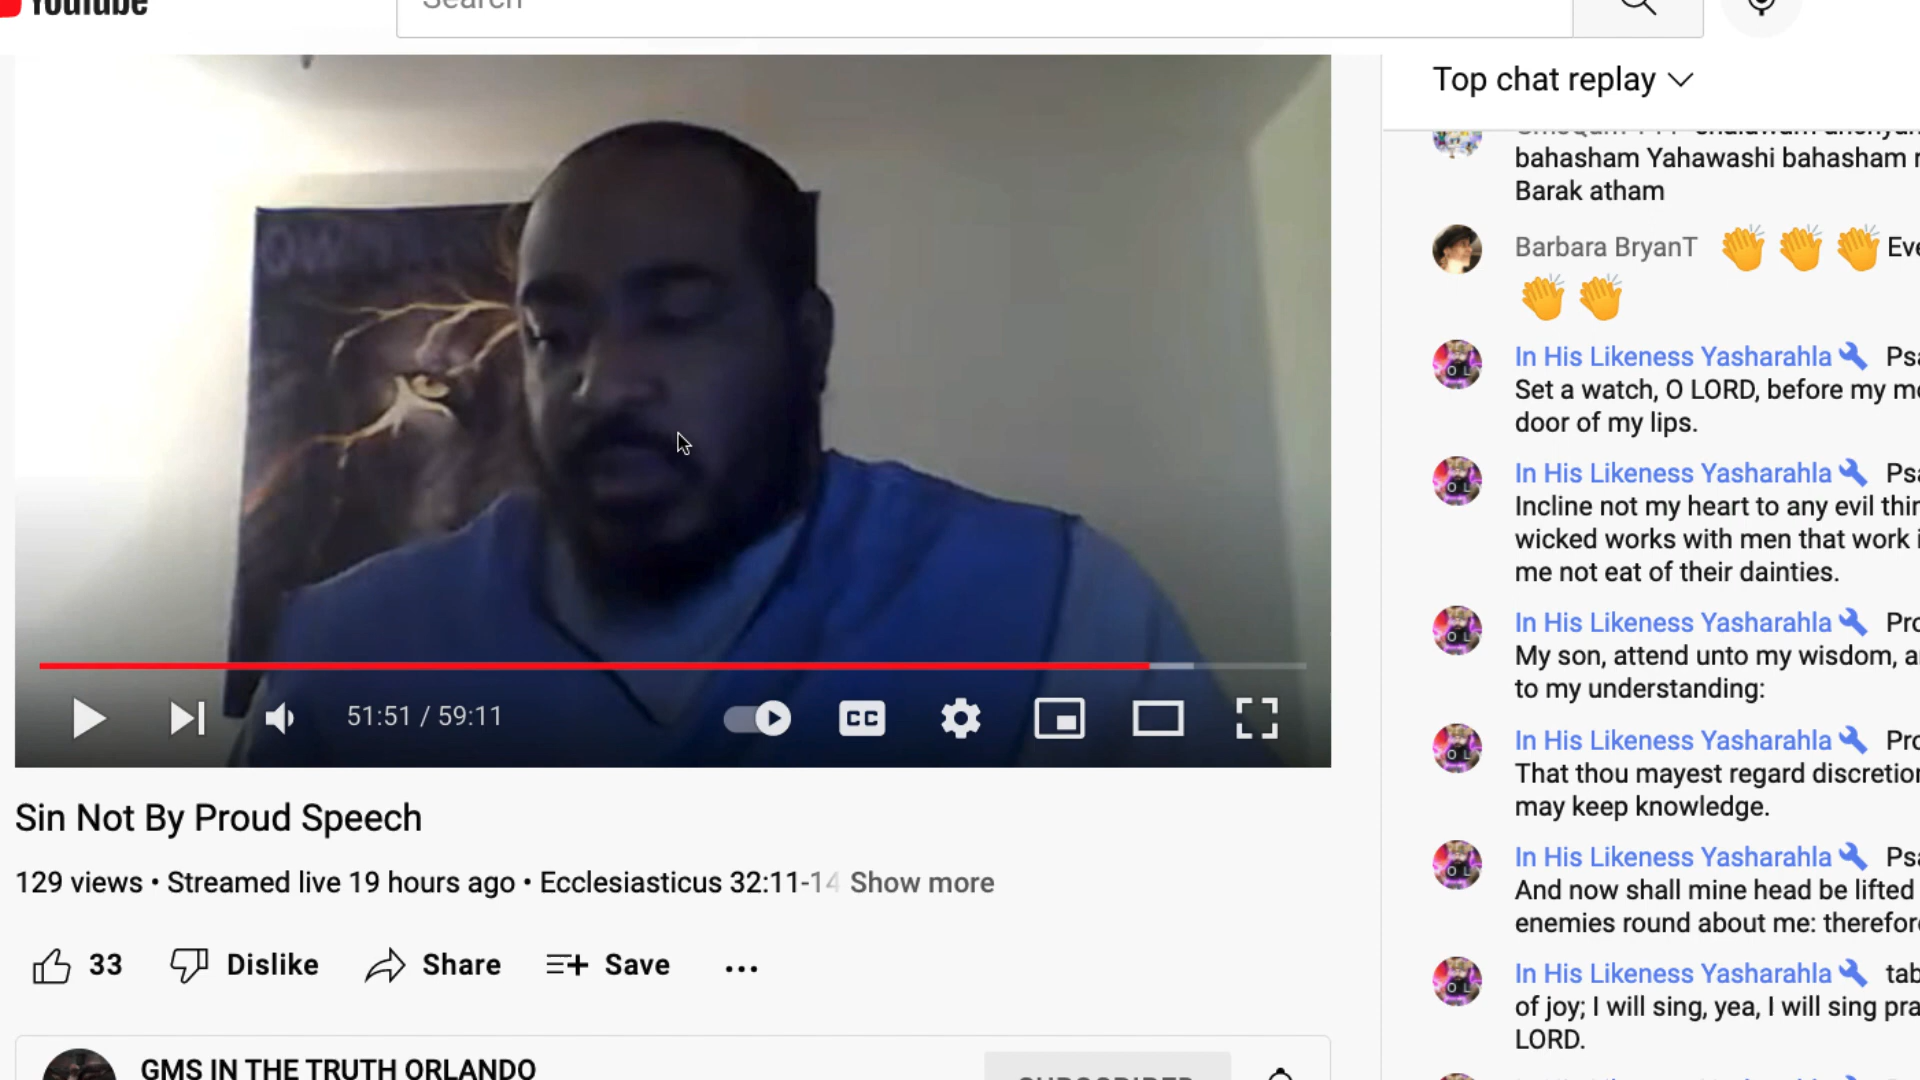 YouTube
Search
51:51 / 59:11
CC
Sin Not By Proud Speech
129 views • Streamed live 19 hours ago • Ecclesiasticus 32:11-14 Show more
33 Dislike Share Save ...
GMS IN THE TRUTH ORLANDO
SUBSCRIBED
Top chat replay
bahasham Yahawashi bahasham
Barak atham
Barbara BryanT 👏 👏 👏
👏 👏
In His Likeness Yasharahla
Set a watch, O LORD, before my
door of my lips.
In His Likeness Yasharahla
Incline not my heart to any evil
wicked works with men that work
me not eat of their dainties.
In His Likeness Yasharahla
My son, attend unto my wisdom,
to my understanding:
In His Likeness Yasharahla
That thou mayest regard
may keep knowledge.
In His Likeness Yasharahla
And now shall mine head be lifted
enemies round about me:
In His Likeness Yasharahla
of joy; I will sing, yea, I will sing
LORD.